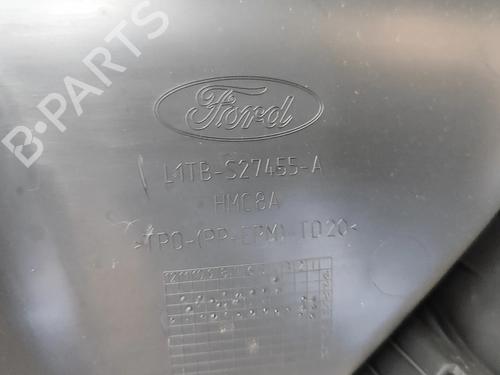 B-PARTS
Ford
L1TB-S27455-A
HMC8A
>TPO-(PP-EPM)-TD20<